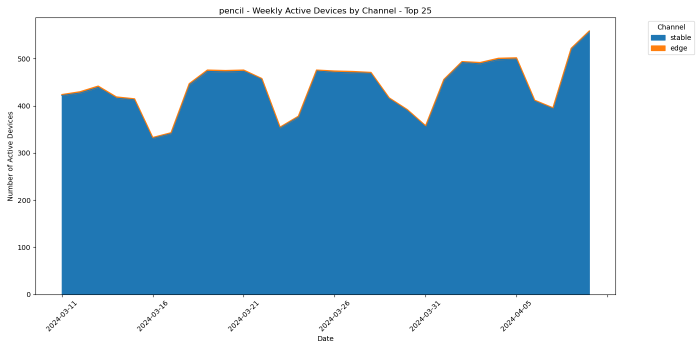 pencil - Weekly Active Devices by Channel - Top 25
Channel
stable
edge
Number of Active Devices
500
400
300
200
100
0
2024-03-11
2024-03-16
2024-03-21
2024-03-26
2024-03-31
2024-04-05
Date